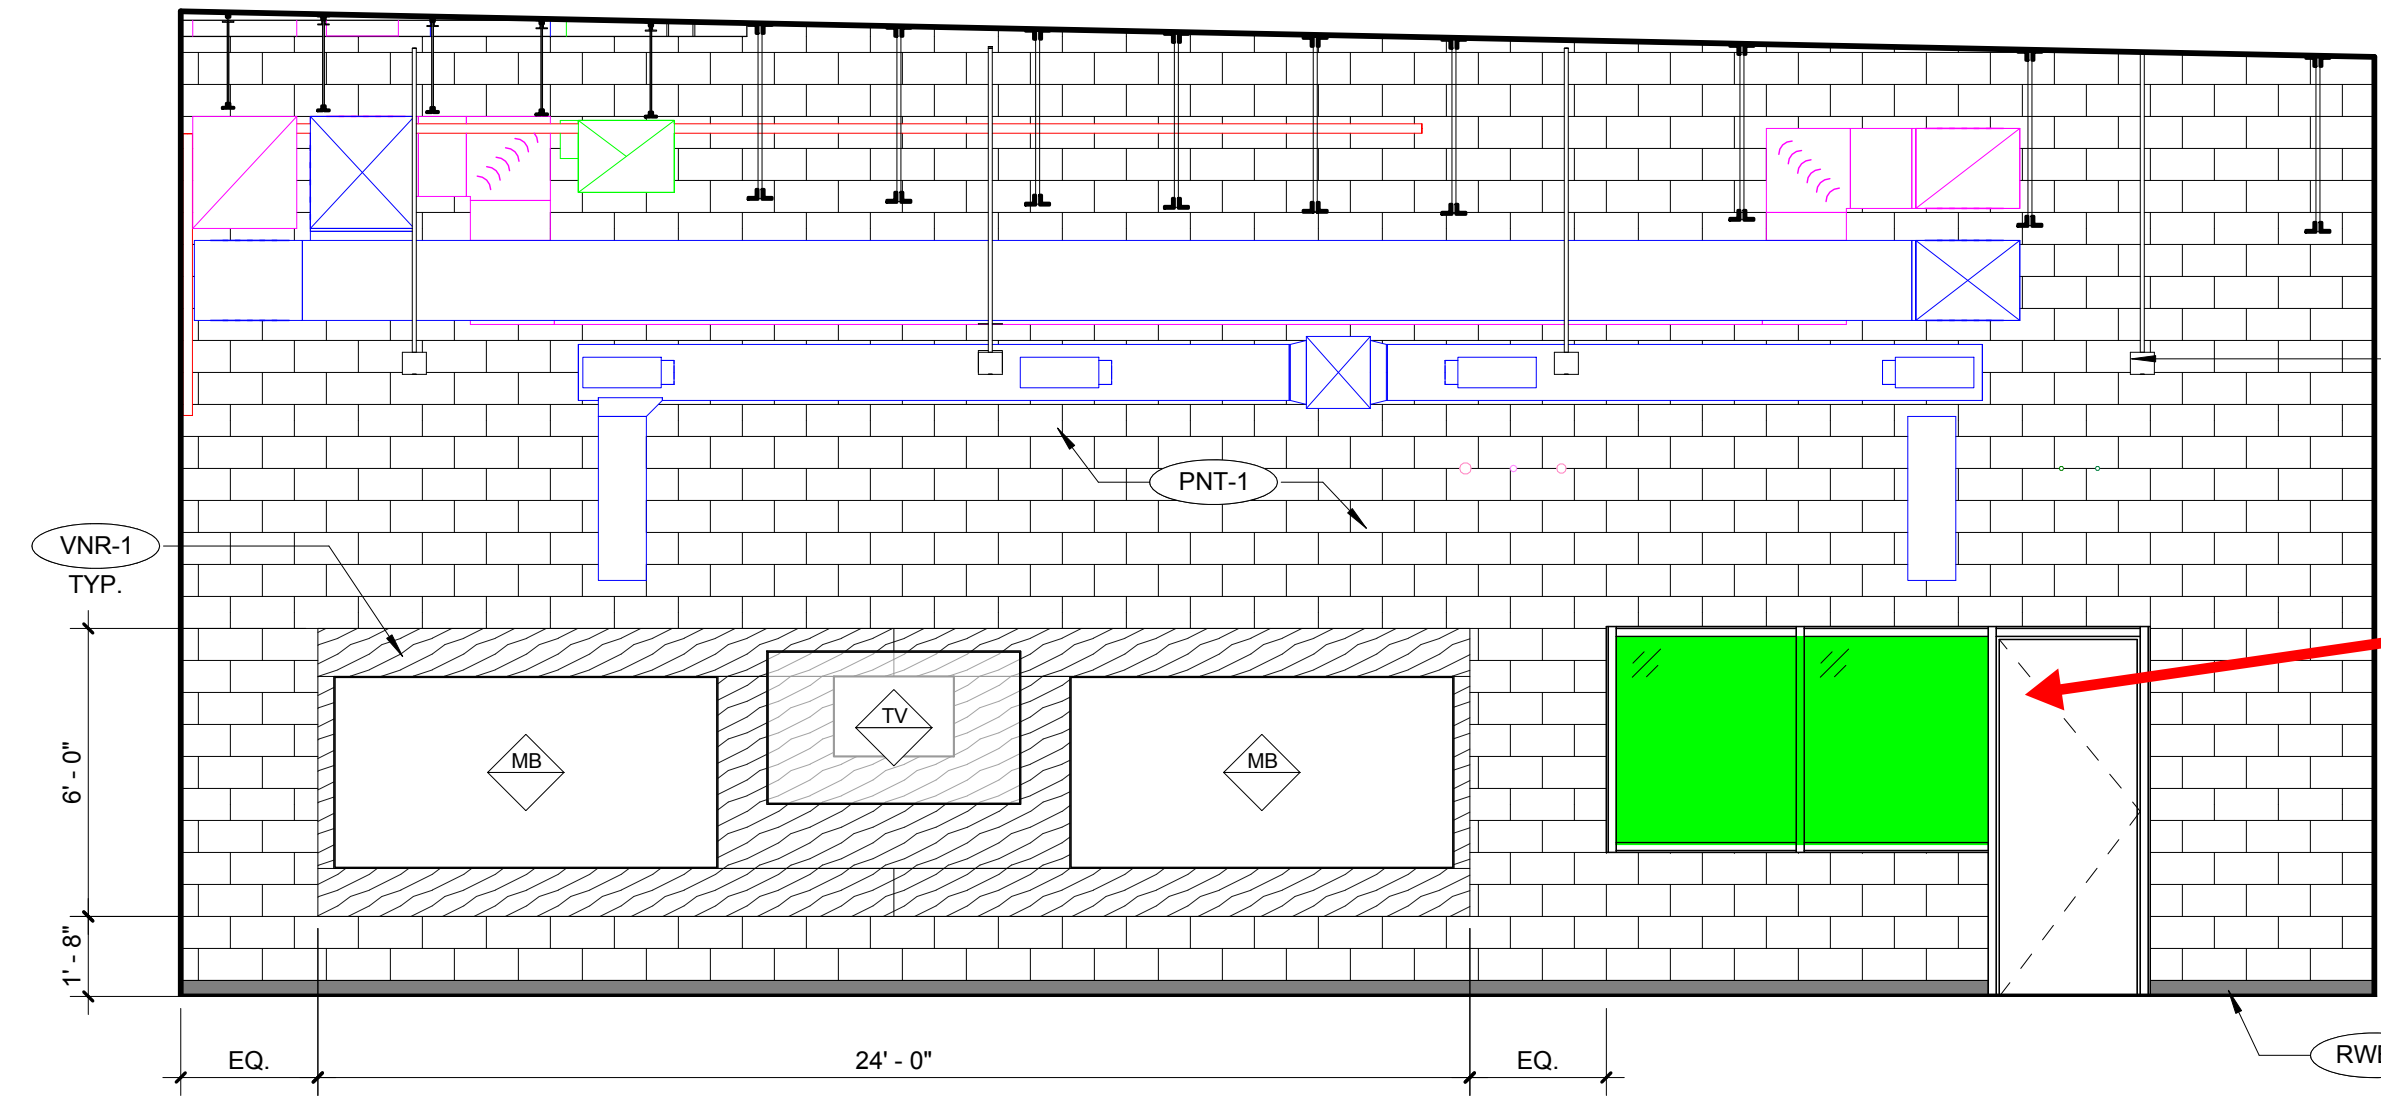 PNT-1
VNR-1
TYP.
TV
MB
MB
6' - 0"
1' - 8"
EQ.
24' - 0"
EQ.